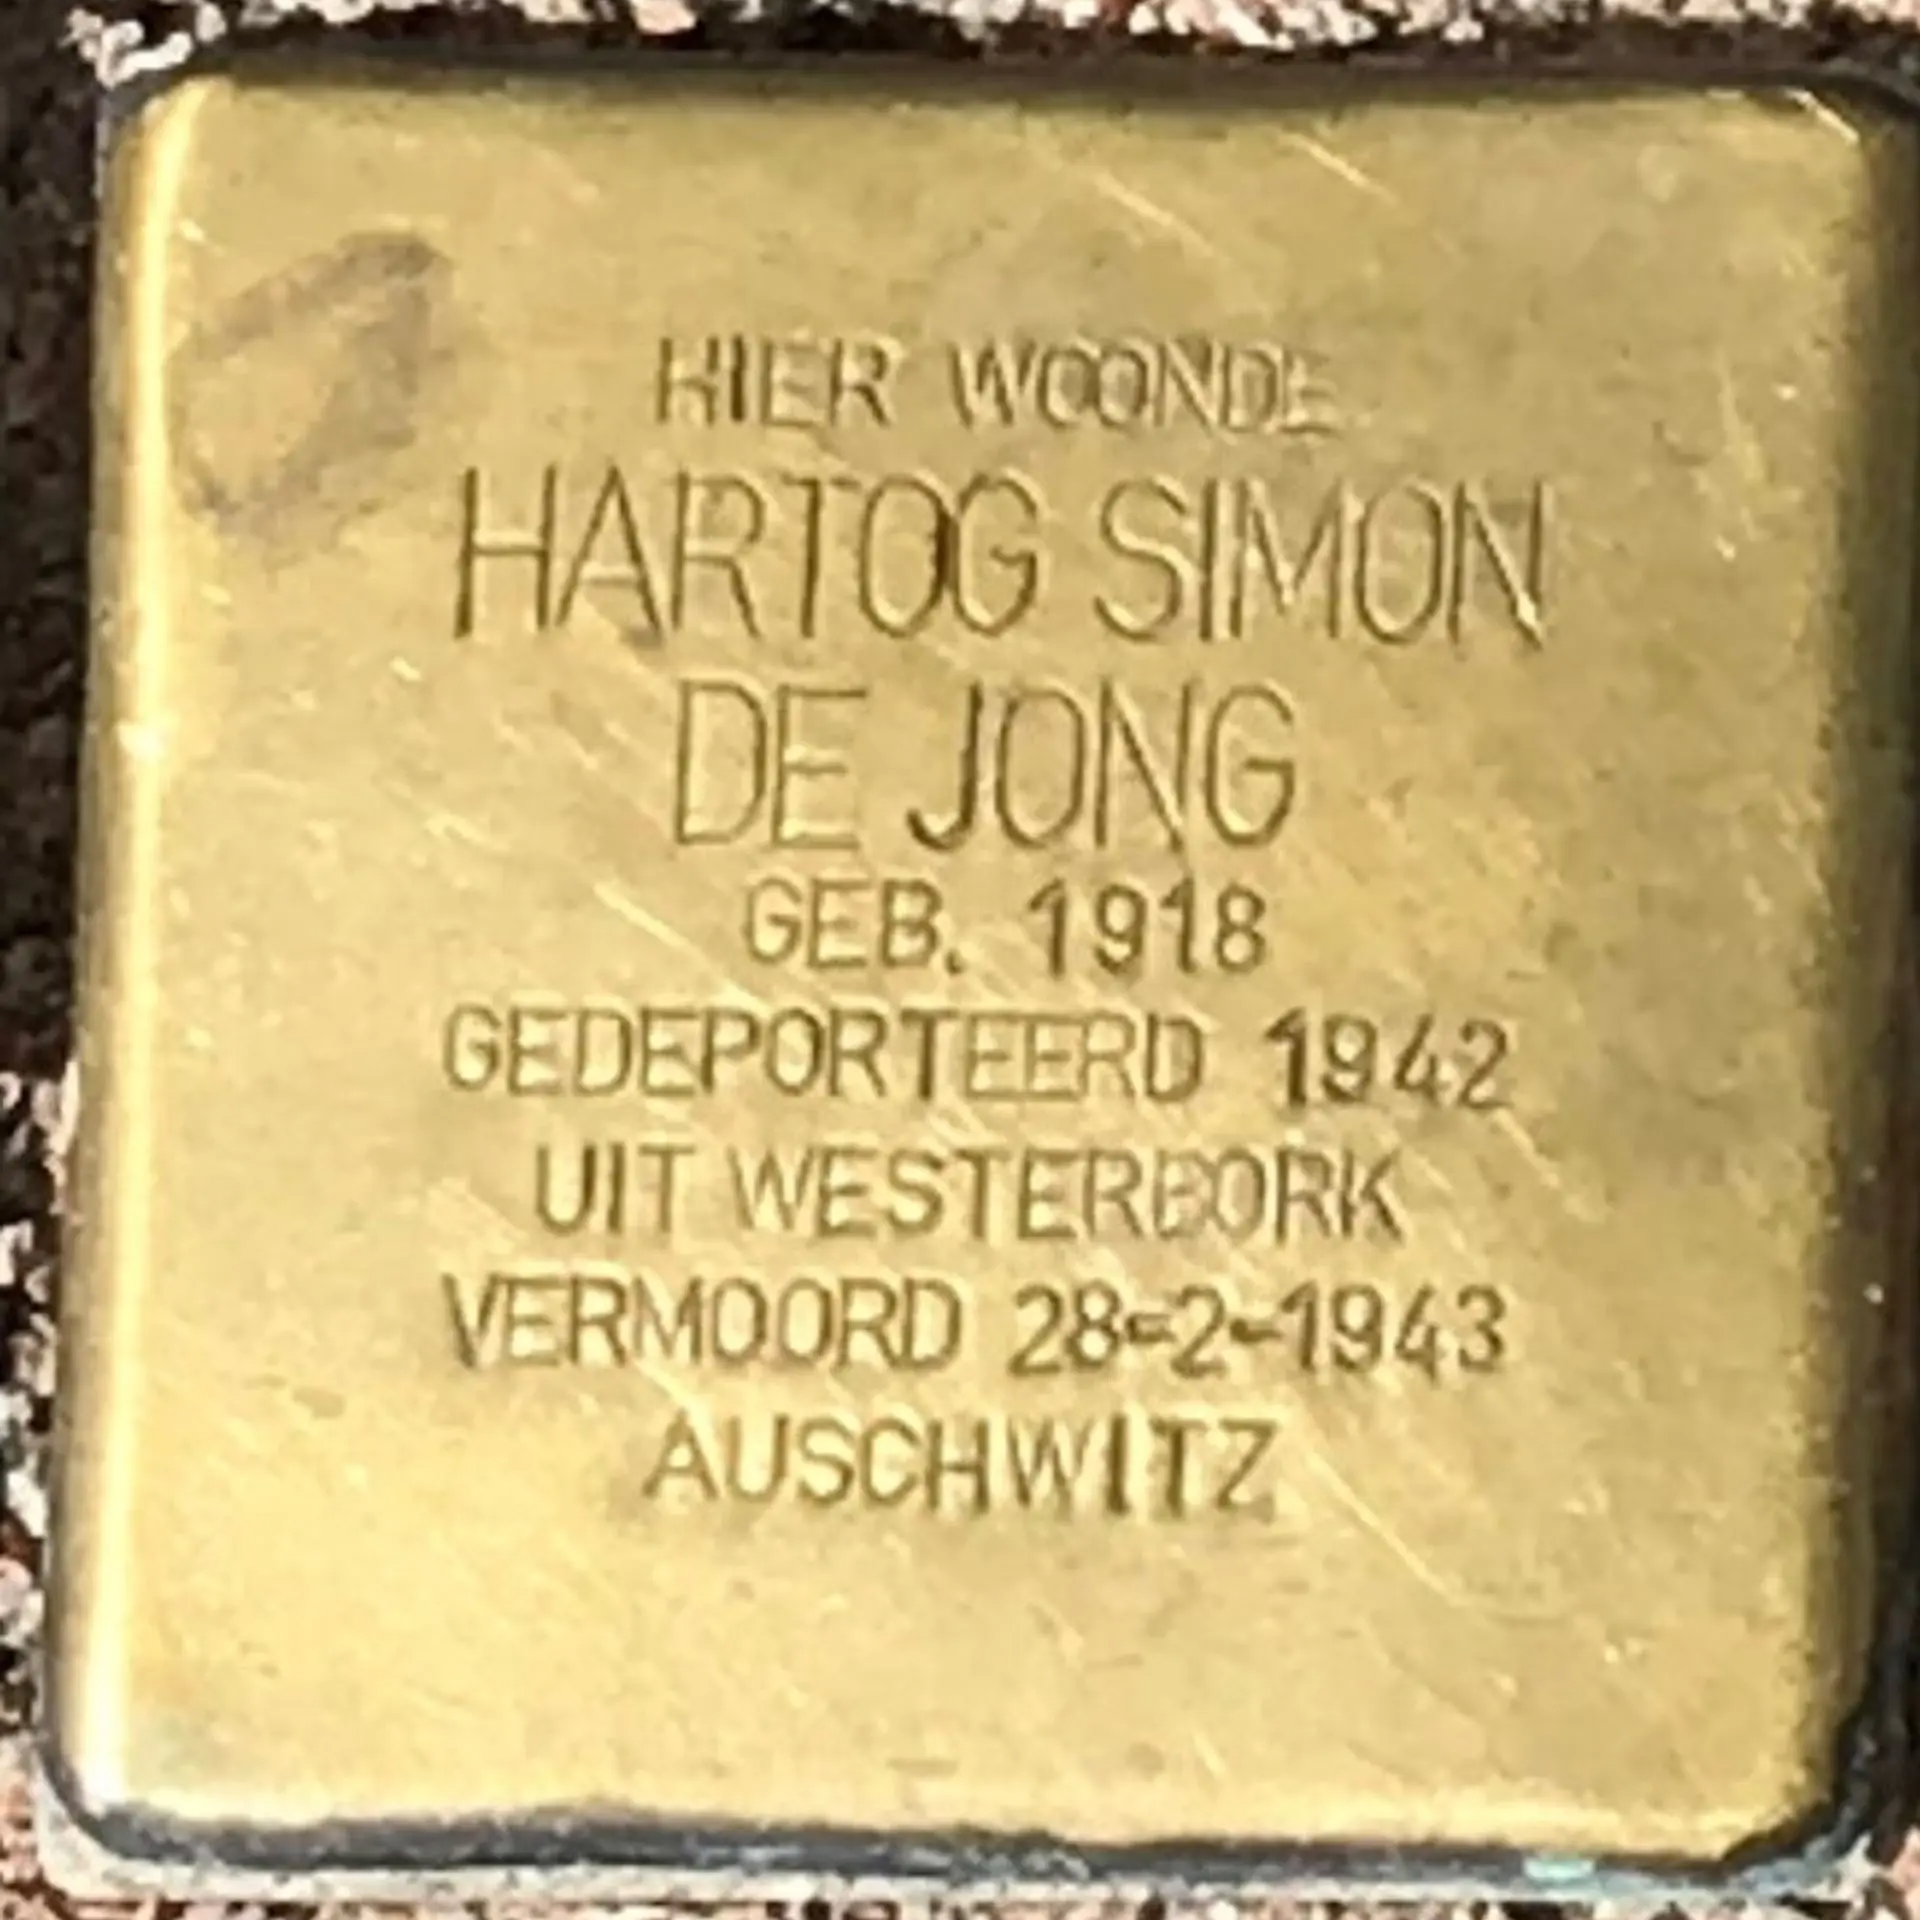 HIER WOONDE
HARTOG SIMON
DE JONG
GEB. 1918
GEDEPORTEERD 1942
UIT WESTERBORK
VERMOORD 28-2-1943
AUSCHWITZ